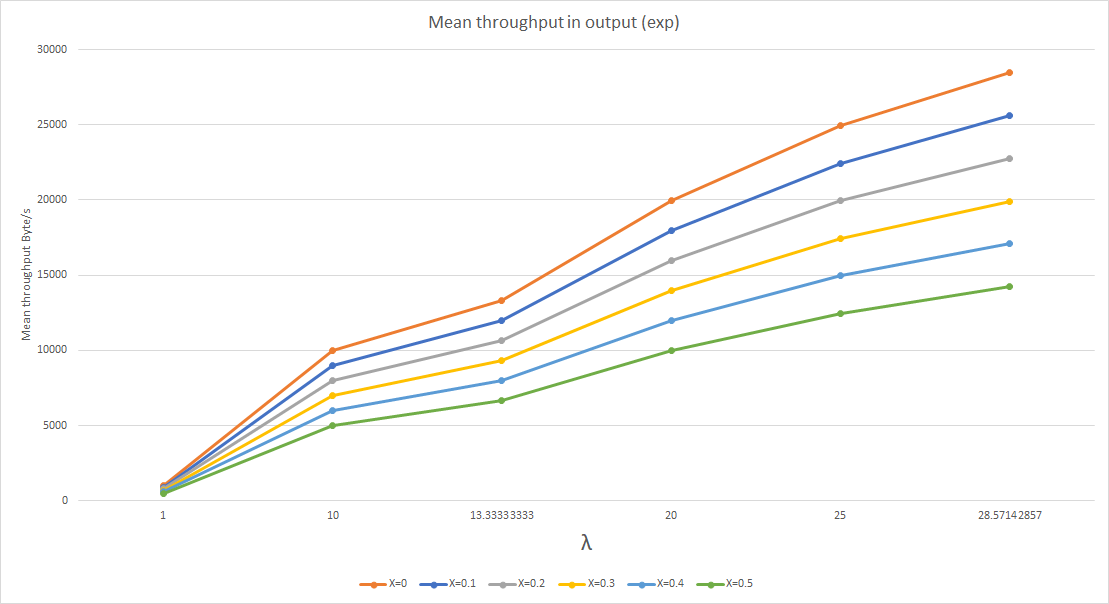 Mean throughput in output (exp)
30000
25000
20000
15000
10000
5000
0
Mean throughput Byte/s
1 10 13.33333333 20 25 28.57142857
λ
X=0 X=0.1 X=0.2 X=0.3 X=0.4 X=0.5